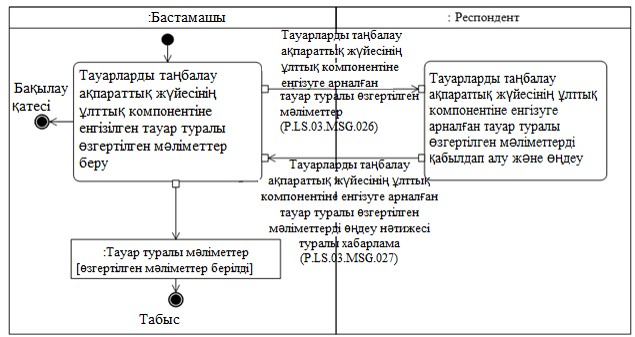 :Бастамашы
: Респондент
Бақылау
қатесі
Тауарларды таңбалау
ақпараттық жүйесінің
ұлттық компонентіне
енгізілген тауар туралы
өзгертілген мәліметтер
беру
Тауарларды таңбалау
ақпараттық жүйесінің
ұлттық компонентіне
енгізуге арналған
тауар туралы өзгертілген
мәліметтер
(P.LS.03.MSG.026)
Тауарларды таңбалау
ақпараттық жүйесінің ұлттық
компонентіне енгізуге
арналған тауар туралы
өзгертілген мәліметтерді
қабылдап алу және өңдеу
Тауарларды таңбалау
ақпараттық жүйесінің ұлттық
компонентіне енгізуге арналған
тауар туралы өзгертілген
мәліметтерді өңдеу нәтижесі
туралы хабарлама
(P.LS.03.MSG.027)
:Тауар туралы мәліметтер
[өзгертілген мәліметтер берілді]
Табыс